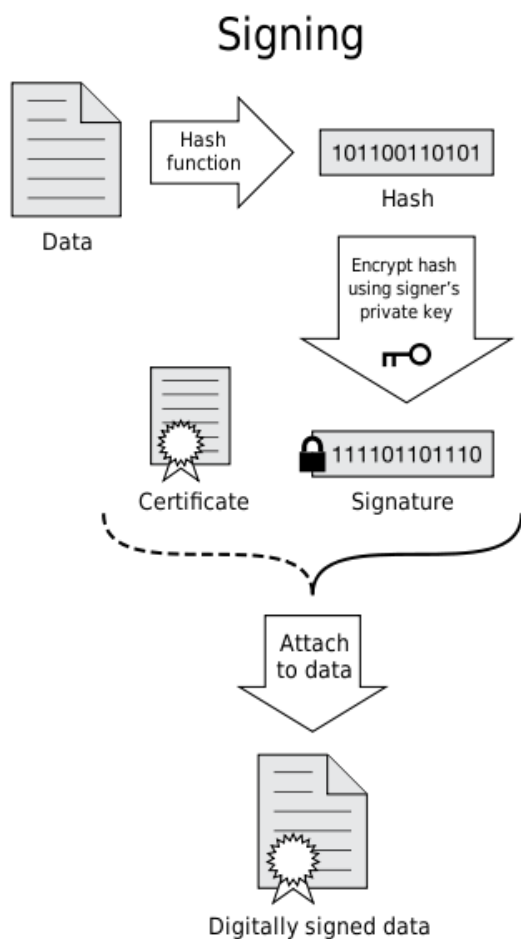 Signing
Hash
function
101100110101
Hash
Data
Encrypt hash
using signer's
private key
111101101110
Certificate
Signature
Attach
to data
Digitally signed data